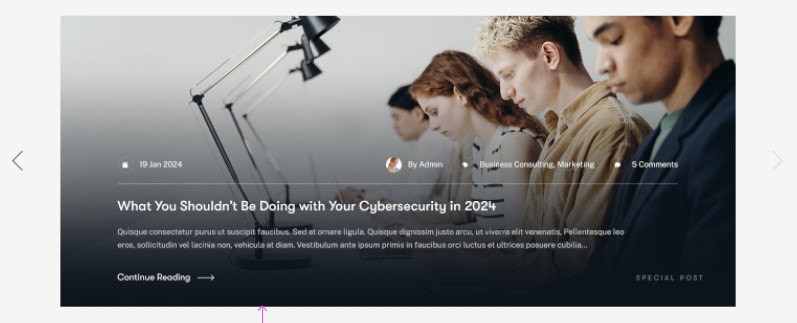 19 Jan 2024
By Admin
Business Consulting, Marketing
5 Comments
What You Shouldn't Be Doing with Your Cybersecurity in 2024
Quisque consectetur purus ut suscipit faucibus. Sed at ornare ligula. Quisque dignissim justo arcu, ut viverra elit venenatis, Pellentesque leo
eros, sollicitudin vel lacinia non, vehicula at diam. Vestibulum ante ipsum primis in faucibus orci luctus et ultrices posuere cubilia...
Continue Reading
SPECIAL POST